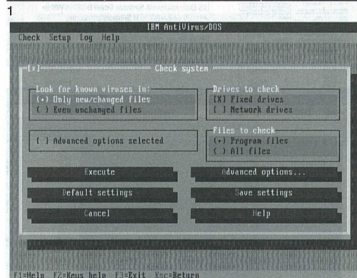 1
IBM AntiVirus/DOS
Check Setup Log Help
Check system
Look for known viruses in:
(•) Only new/changed files
( ) Even unchanged files
Drives to check
[X] Fixed drives
[ ] Network drives
[ ] Advanced options selected
Files to check
(•) Program files
( ) All files
Execute
Advanced options...
Default settings
Save settings
Cancel
Help
F1=Help F2=Keys help F3=Exit Esc=Return